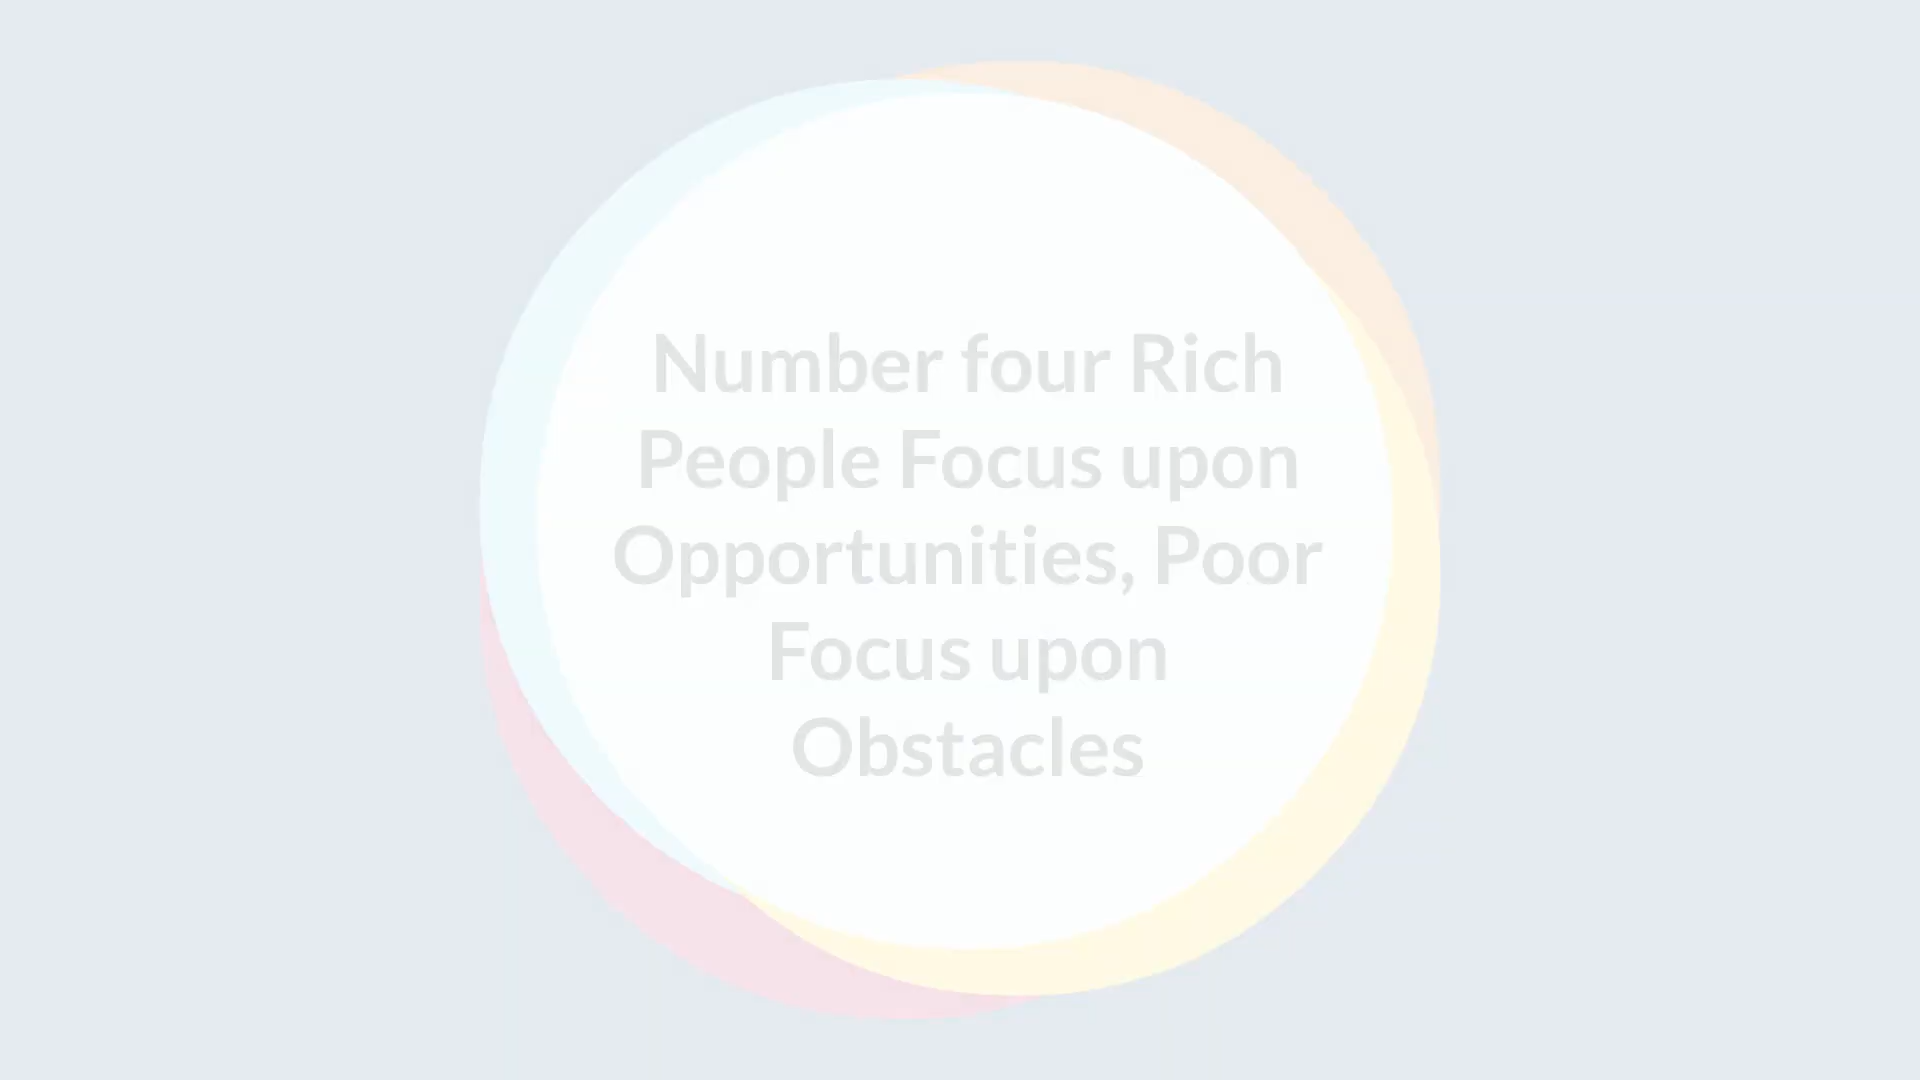 Number four Rich
People Focus upon
Opportunities, Poor
Focus upon
Obstacles